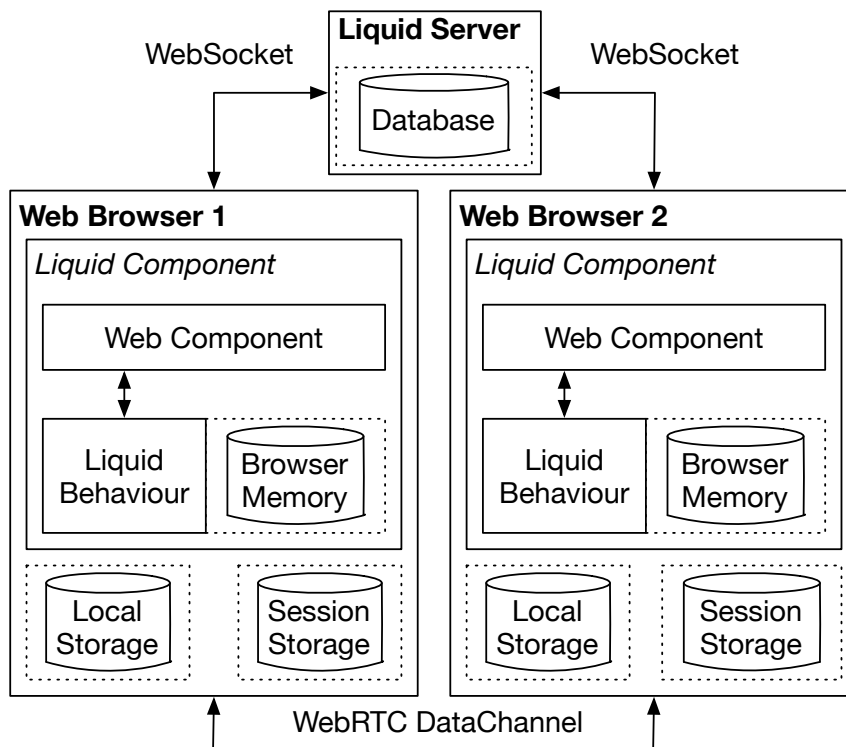 Liquid Server
WebSocket
WebSocket
Database
Web Browser 1
Liquid Component
Web Component
Liquid
Behaviour
Browser
Memory
Local
Storage
Session
Storage
Web Browser 2
Liquid Component
Web Component
Liquid
Behaviour
Browser
Memory
Local
Storage
Session
Storage
WebRTC DataChannel